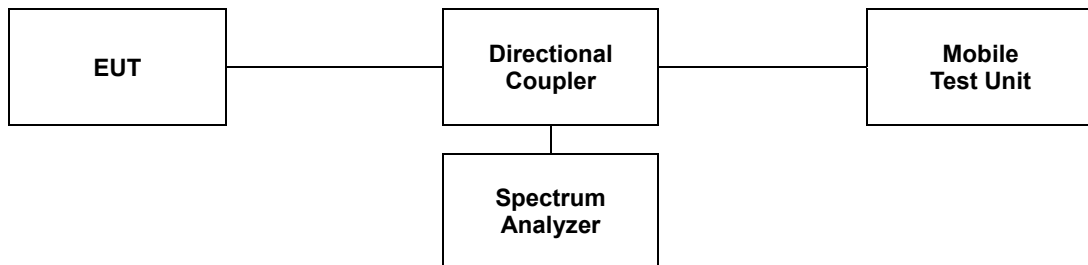 EUT
Directional
Coupler
Mobile
Test Unit
Spectrum
Analyzer